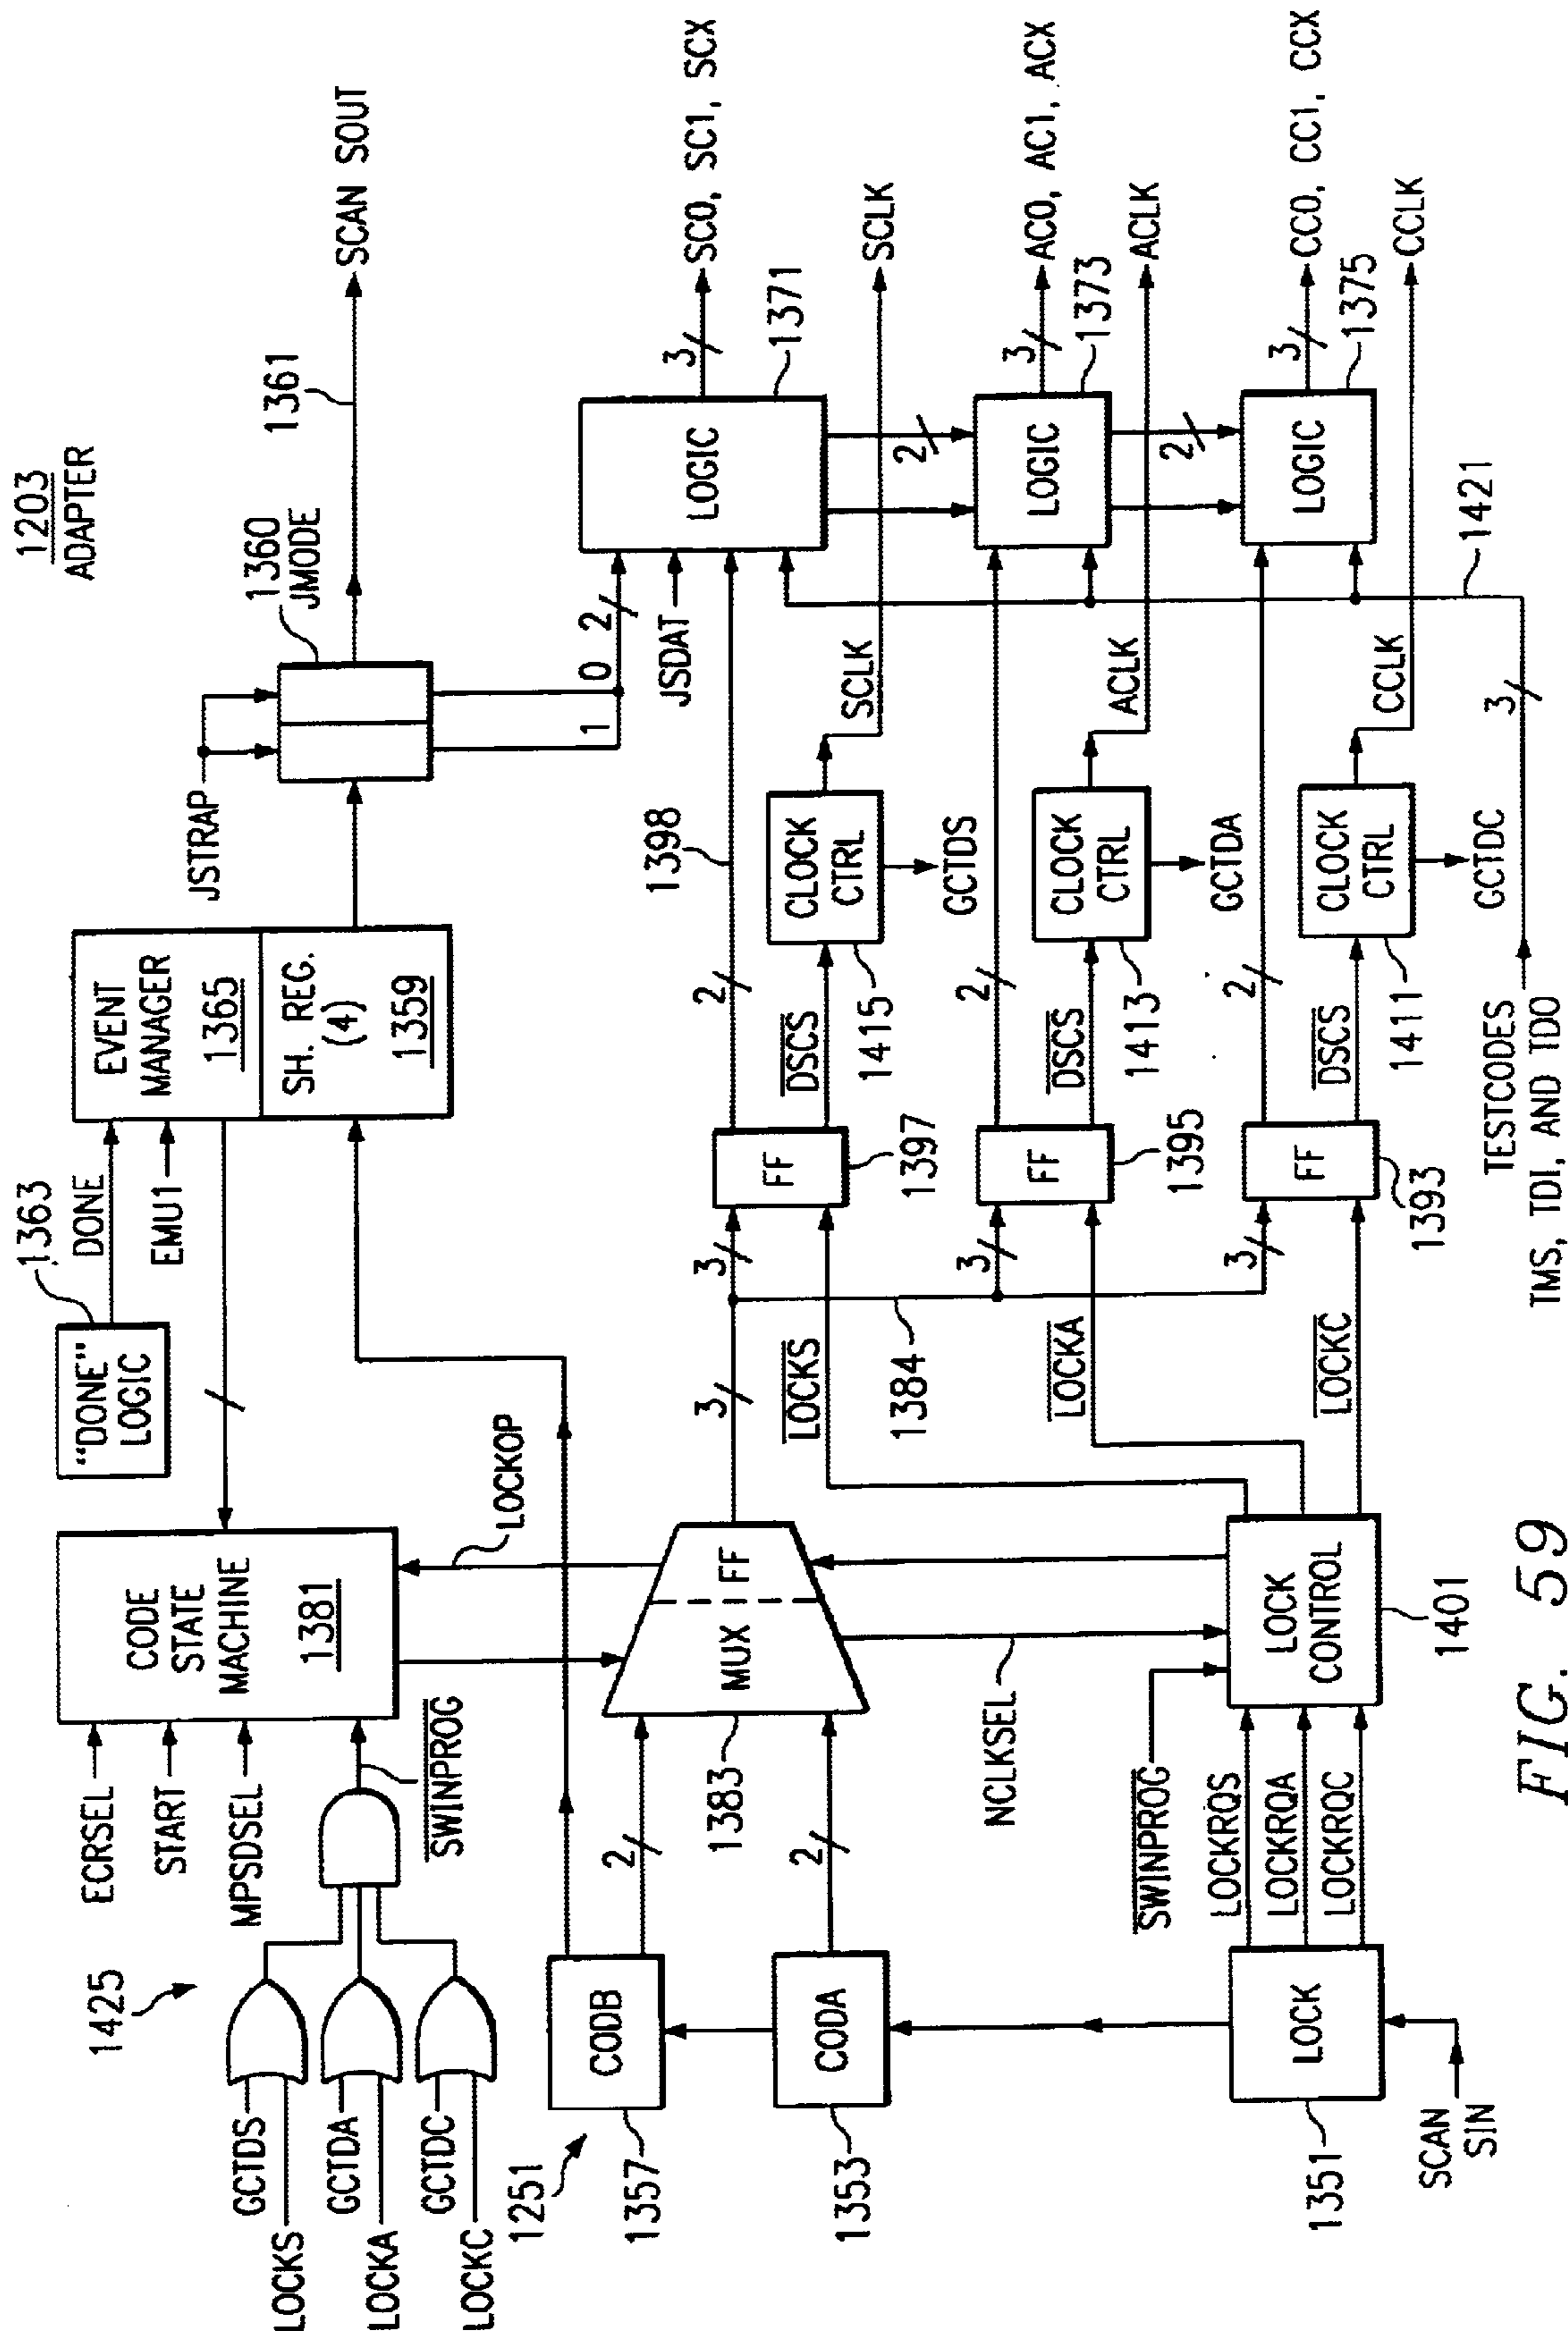 1203
ADAPTER
1425
GCTDS
LOCKS
GCTDA
LOCKA
GCTDC
LOCKC
ECRSEL
START
MPSDSEL
SWINPROG
CODE
STATE
MACHINE
1381
"DONE"
LOGIC
1363
DONE
EMU1
EVENT
MANAGER
1365
SH. REG.
(4)
1359
JSTRAP
1360
JMODE
1361
SCAN SOUT
LOCKOP
1
0
2
JSDAT
1251
CODB
1357
2
CODA
1353
2
MUX
FF
1383
3
1384
3
3
3
LOCKS
LOCKA
LOCKC
NCLKSEL
SWINPROG
LOCKRQS
LOCKRQA
LOCKRQC
LOCK
CONTROL
1401
LOCK
1351
SCAN
SIN
FF
1397
2
1398
DSCS
CLOCK
CTRL
1415
GCTDS
SCLK
LOGIC
1371
3
SC0, SC1, SCX
SCLK
2
FF
1395
2
DSCS
CLOCK
CTRL
1413
GCTDA
ACLK
LOGIC
1373
3
AC0, AC1, ACX
ACLK
2
FF
1393
2
DSCS
CLOCK
CTRL
1411
GCTDC
CCLK
LOGIC
1375
3
CC0, CC1, CCX
CCLK
1421
3
TESTCODES
TMS, TDI, AND TDO
FIG. 59